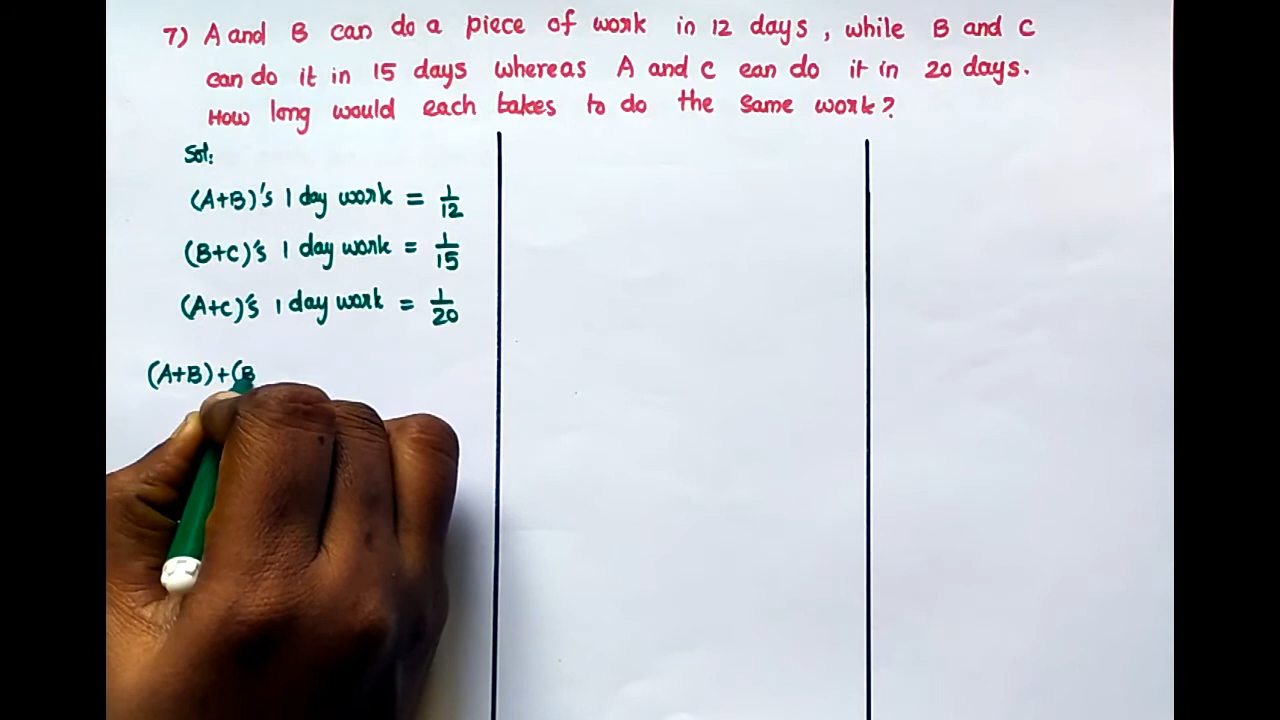 7) A and B can do a piece of work in 12 days, while B and C
can do it in 15 days whereas A and C can do it in 20 days.
How long would each takes to do the same work?
Sol:
(A+B)'s 1 day work = 1/12
(B+C)'s 1 day work = 1/15
(A+C)'s 1 day work = 1/20
(A+B)+(B